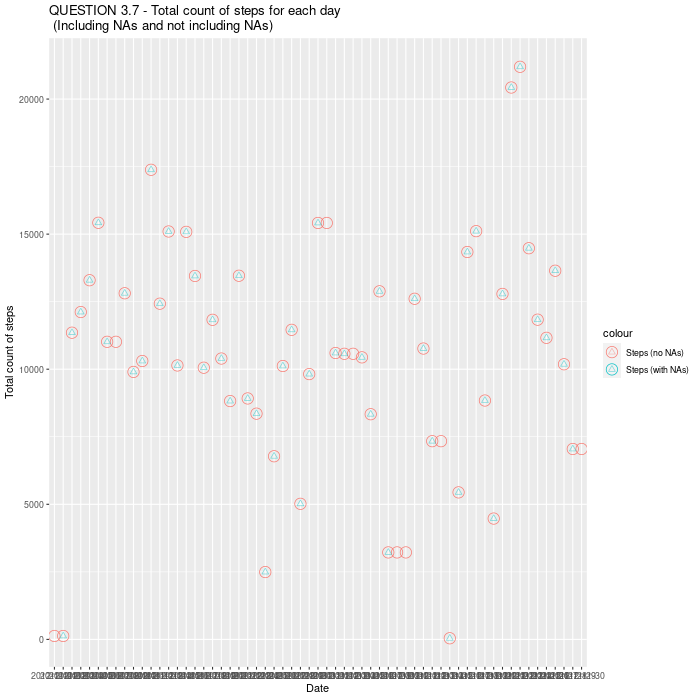 QUESTION 3.7 - Total count of steps for each day
(Including NAs and not including NAs)
Total count of steps
20000
15000
10000
5000
0
Date
colour
Steps (no NAs)
Steps (with NAs)